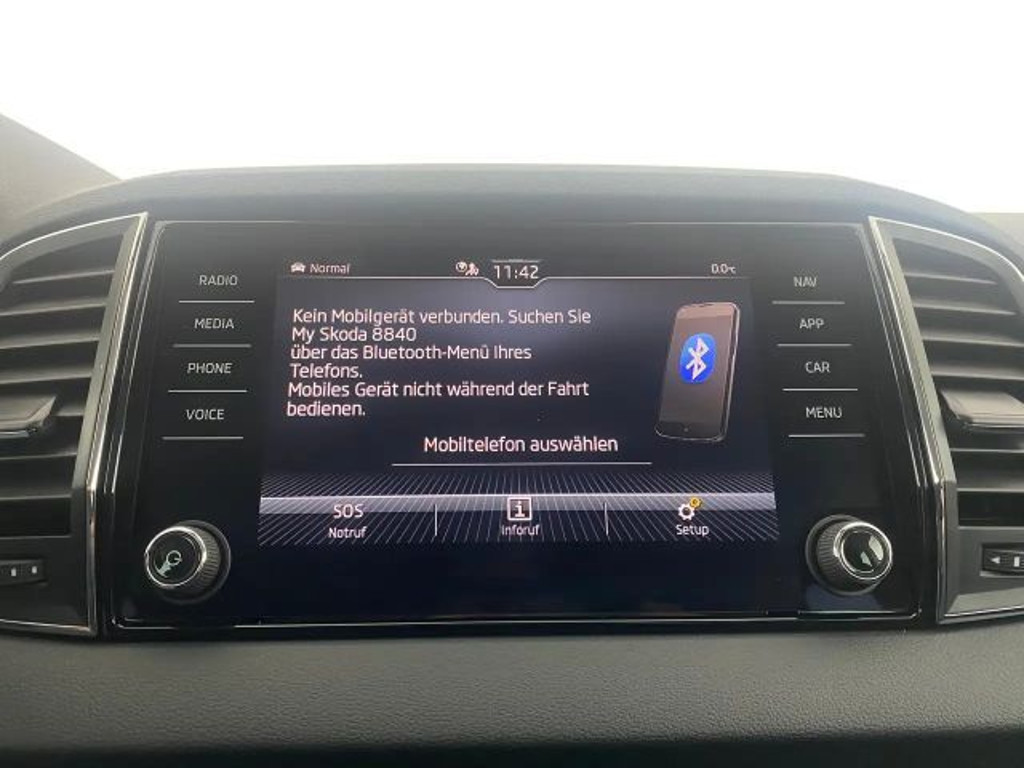 Normal
11:42
0.0°C
RADIO
MEDIA
PHONE
VOICE
NAV
APP
CAR
MENU
Kein Mobilgerät verbunden. Suchen Sie
My Skoda 8840
über das Bluetooth-Menü Ihres
Telefons.
Mobiles Gerät nicht während der Fahrt
bedienen.
Mobiltelefon auswählen
SOS
Notruf
Inforuf
Setup